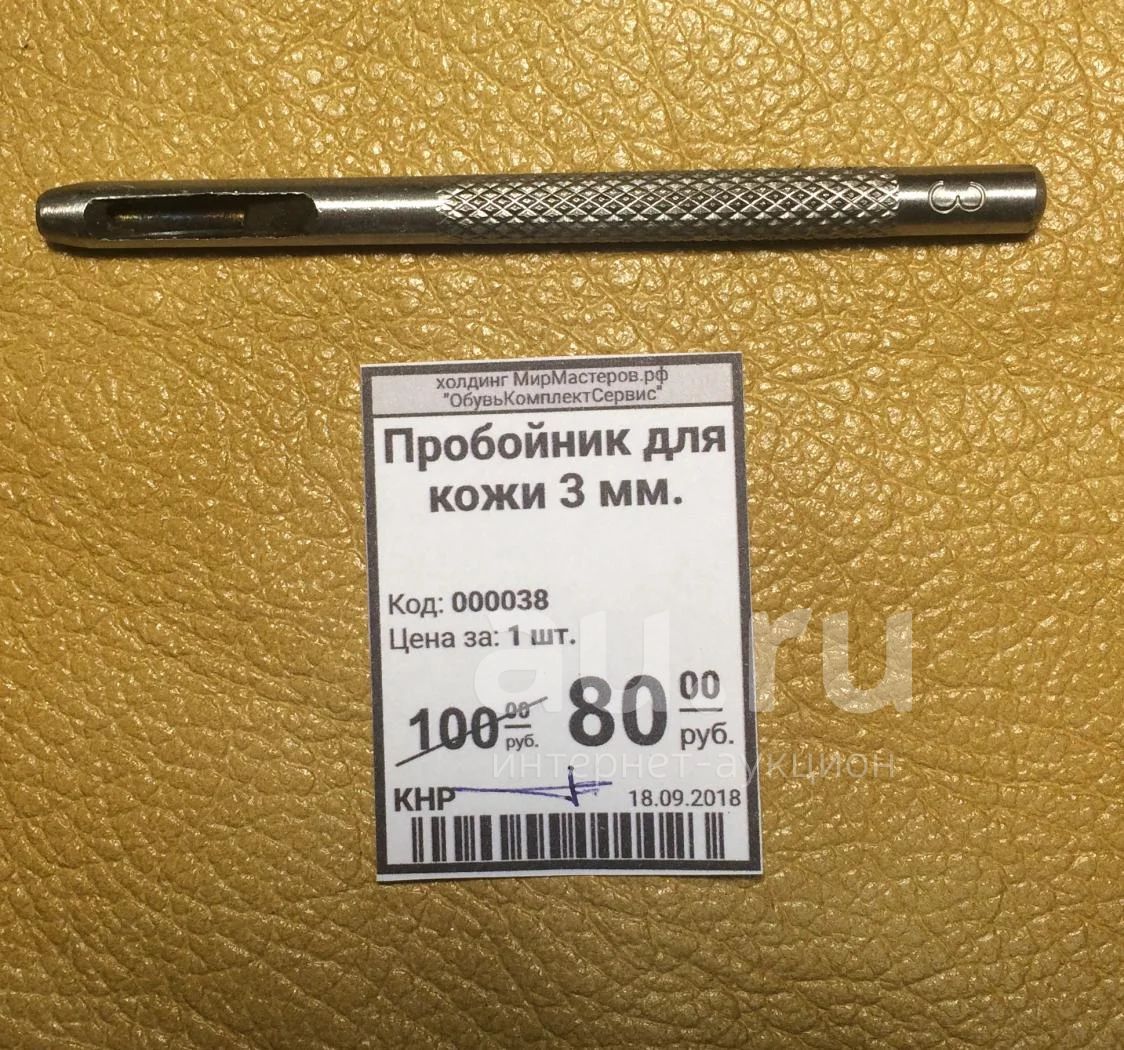 3
холдинг МирМастеров.рф
"ОбувьКомплектСервис"
Пробойник для
кожи 3 мм.
Код: 000038
Цена за: 1 шт.
100 00 руб. 80 00 руб.
КНР 18.09.2018
au.ru
интернет-аукцион